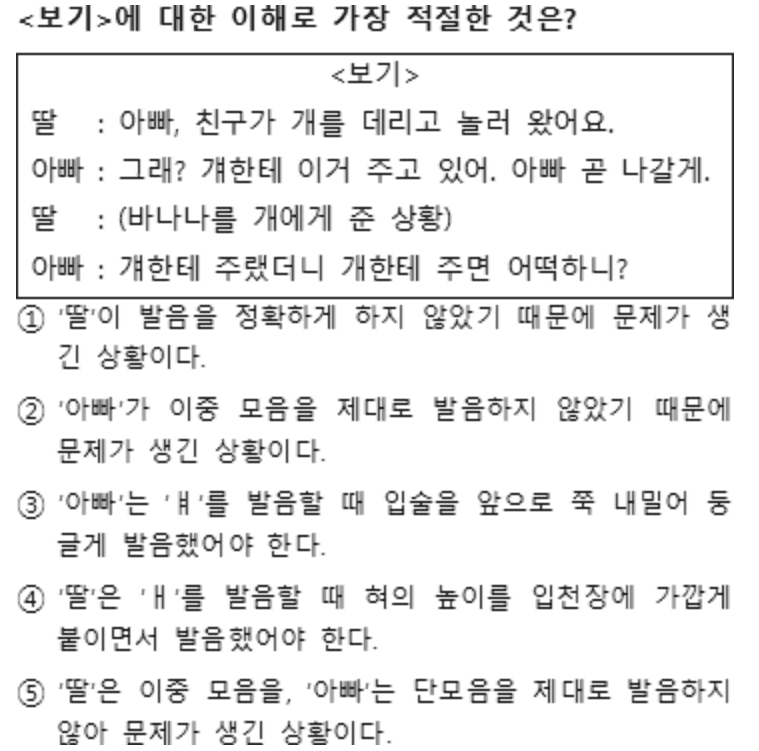 <보기>에 대한 이해로 가장 적절한 것은?
<보기>
딸 : 아빠, 친구가 개를 데리고 놀러 왔어요.
아빠 : 그래? 걔한테 이거 주고 있어. 아빠 곧 나갈게.
딸 : (바나나를 개에게 준 상황)
아빠 : 걔한테 주랬더니 개한테 주면 어떡하니?
① '딸'이 발음을 정확하게 하지 않았기 때문에 문제가 생
긴 상황이다.
② '아빠'가 이중 모음을 제대로 발음하지 않았기 때문에
문제가 생긴 상황이다.
③ '아빠'는 'ㅒ'를 발음할 때 입술을 앞으로 쭉 내밀어 둥
글게 발음했어야 한다.
④ '딸'은 'ㅐ'를 발음할 때 혀의 높이를 입천장에 가깝게
붙이면서 발음했어야 한다.
⑤ '딸'은 이중 모음을, '아빠'는 단모음을 제대로 발음하지
않아 문제가 생긴 상황이다.